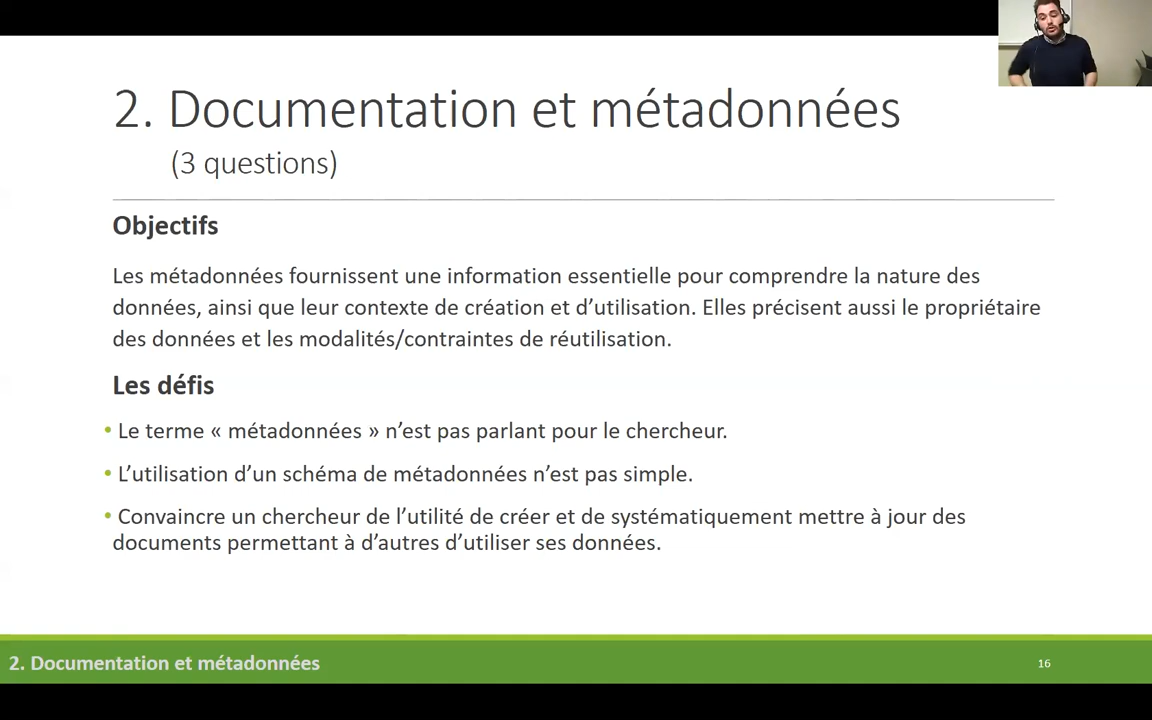 2. Documentation et métadonnées
(3 questions)
Objectifs
Les métadonnées fournissent une information essentielle pour comprendre la nature des
données, ainsi que leur contexte de création et d’utilisation. Elles précisent aussi le propriétaire
des données et les modalités/contraintes de réutilisation.
Les défis
• Le terme « métadonnées » n’est pas parlant pour le chercheur.
• L’utilisation d’un schéma de métadonnées n’est pas simple.
• Convaincre un chercheur de l’utilité de créer et de systématiquement mettre à jour des
documents permettant à d’autres d’utiliser ses données.
2. Documentation et métadonnées
16